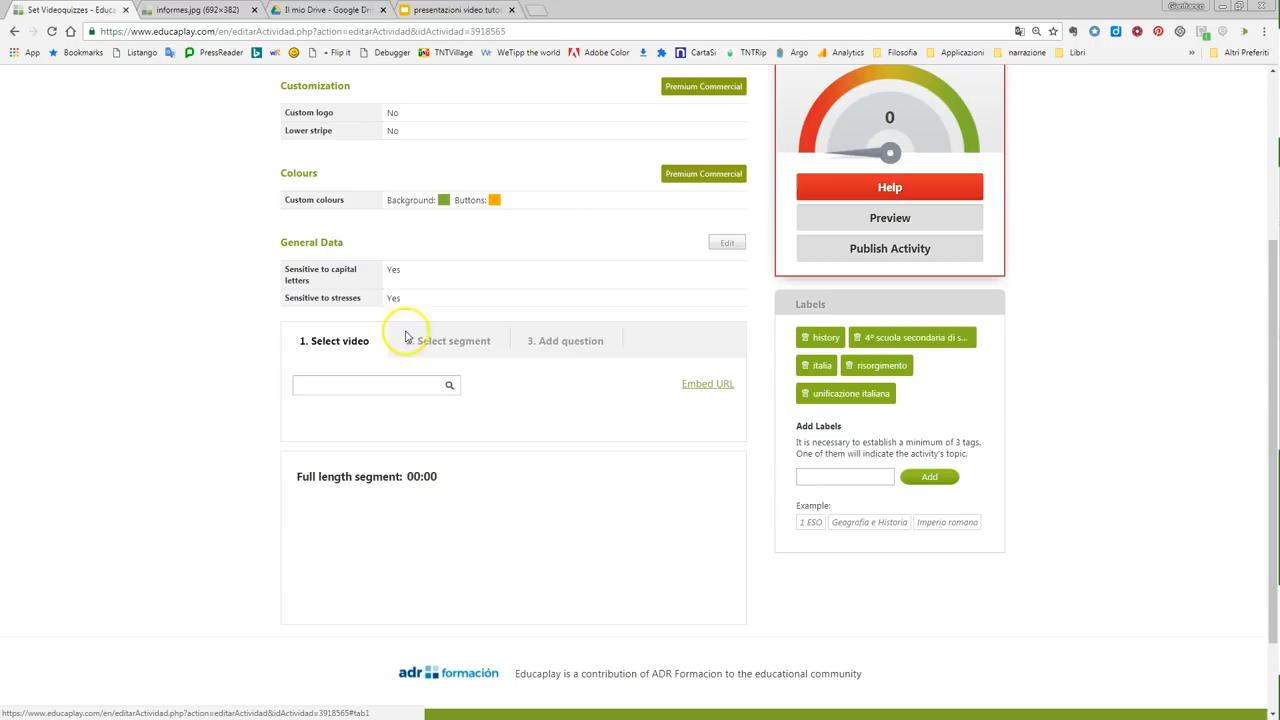 Set Videoquizzes - Educa
informes.jpg (692×382)
Il mio Drive - Google Dri
presentazioni video tutor
Gianfranco
https://www.educaplay.com/en/editarActividad.php?action=editarActividad&idActividad=3918565
App
Bookmarks
Listango
PressReader
+ Flip it
Debugger
TNTVillage
WeTipp the world
Adobe Color
CartaSi
TNTRip
Argo
Analytics
Filosofia
Applicazioni
narrazione
Libri
»
Altri Preferiti
Customization
Premium Commercial
Custom logo No
Lower stripe No
Colours
Premium Commercial
Custom colours Background: Buttons:
General Data
Edit
Sensitive to capital letters Yes
Sensitive to stresses Yes
1. Select video
Select segment
3. Add question
Embed URL
Full length segment: 00:00
0
Help
Preview
Publish Activity
Labels
history
4º scuola secondaria di s...
italia
risorgimento
unificazione italiana
Add Labels
It is necessary to establish a minimum of 3 tags.
One of them will indicate the activity's topic.
Add
Example:
1 ESO
Geografia e Historia
Imperio romano
adr formación
Educaplay is a contribution of ADR Formacion to the educational community
https://www.educaplay.com/en/editarActividad.php?action=editarActividad&idActividad=3918565#tab1